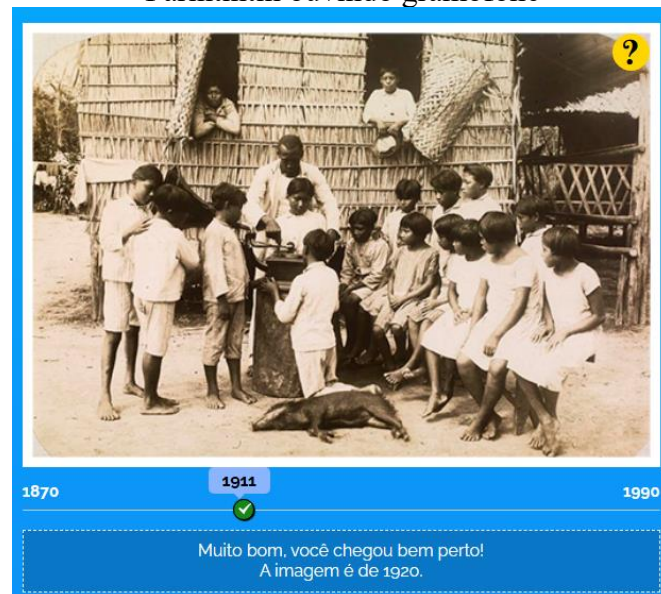 ?
1870
1911
1990
Muito bom, você chegou bem perto!
A imagem é de 1920.